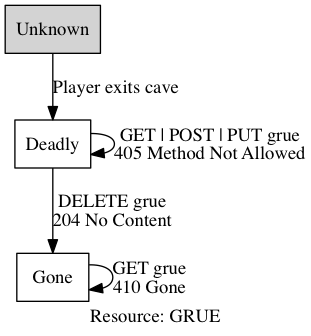 Unknown
Player exits cave
Deadly
GET | POST | PUT grue
405 Method Not Allowed
DELETE grue
204 No Content
Gone
GET grue
410 Gone
Resource: GRUE